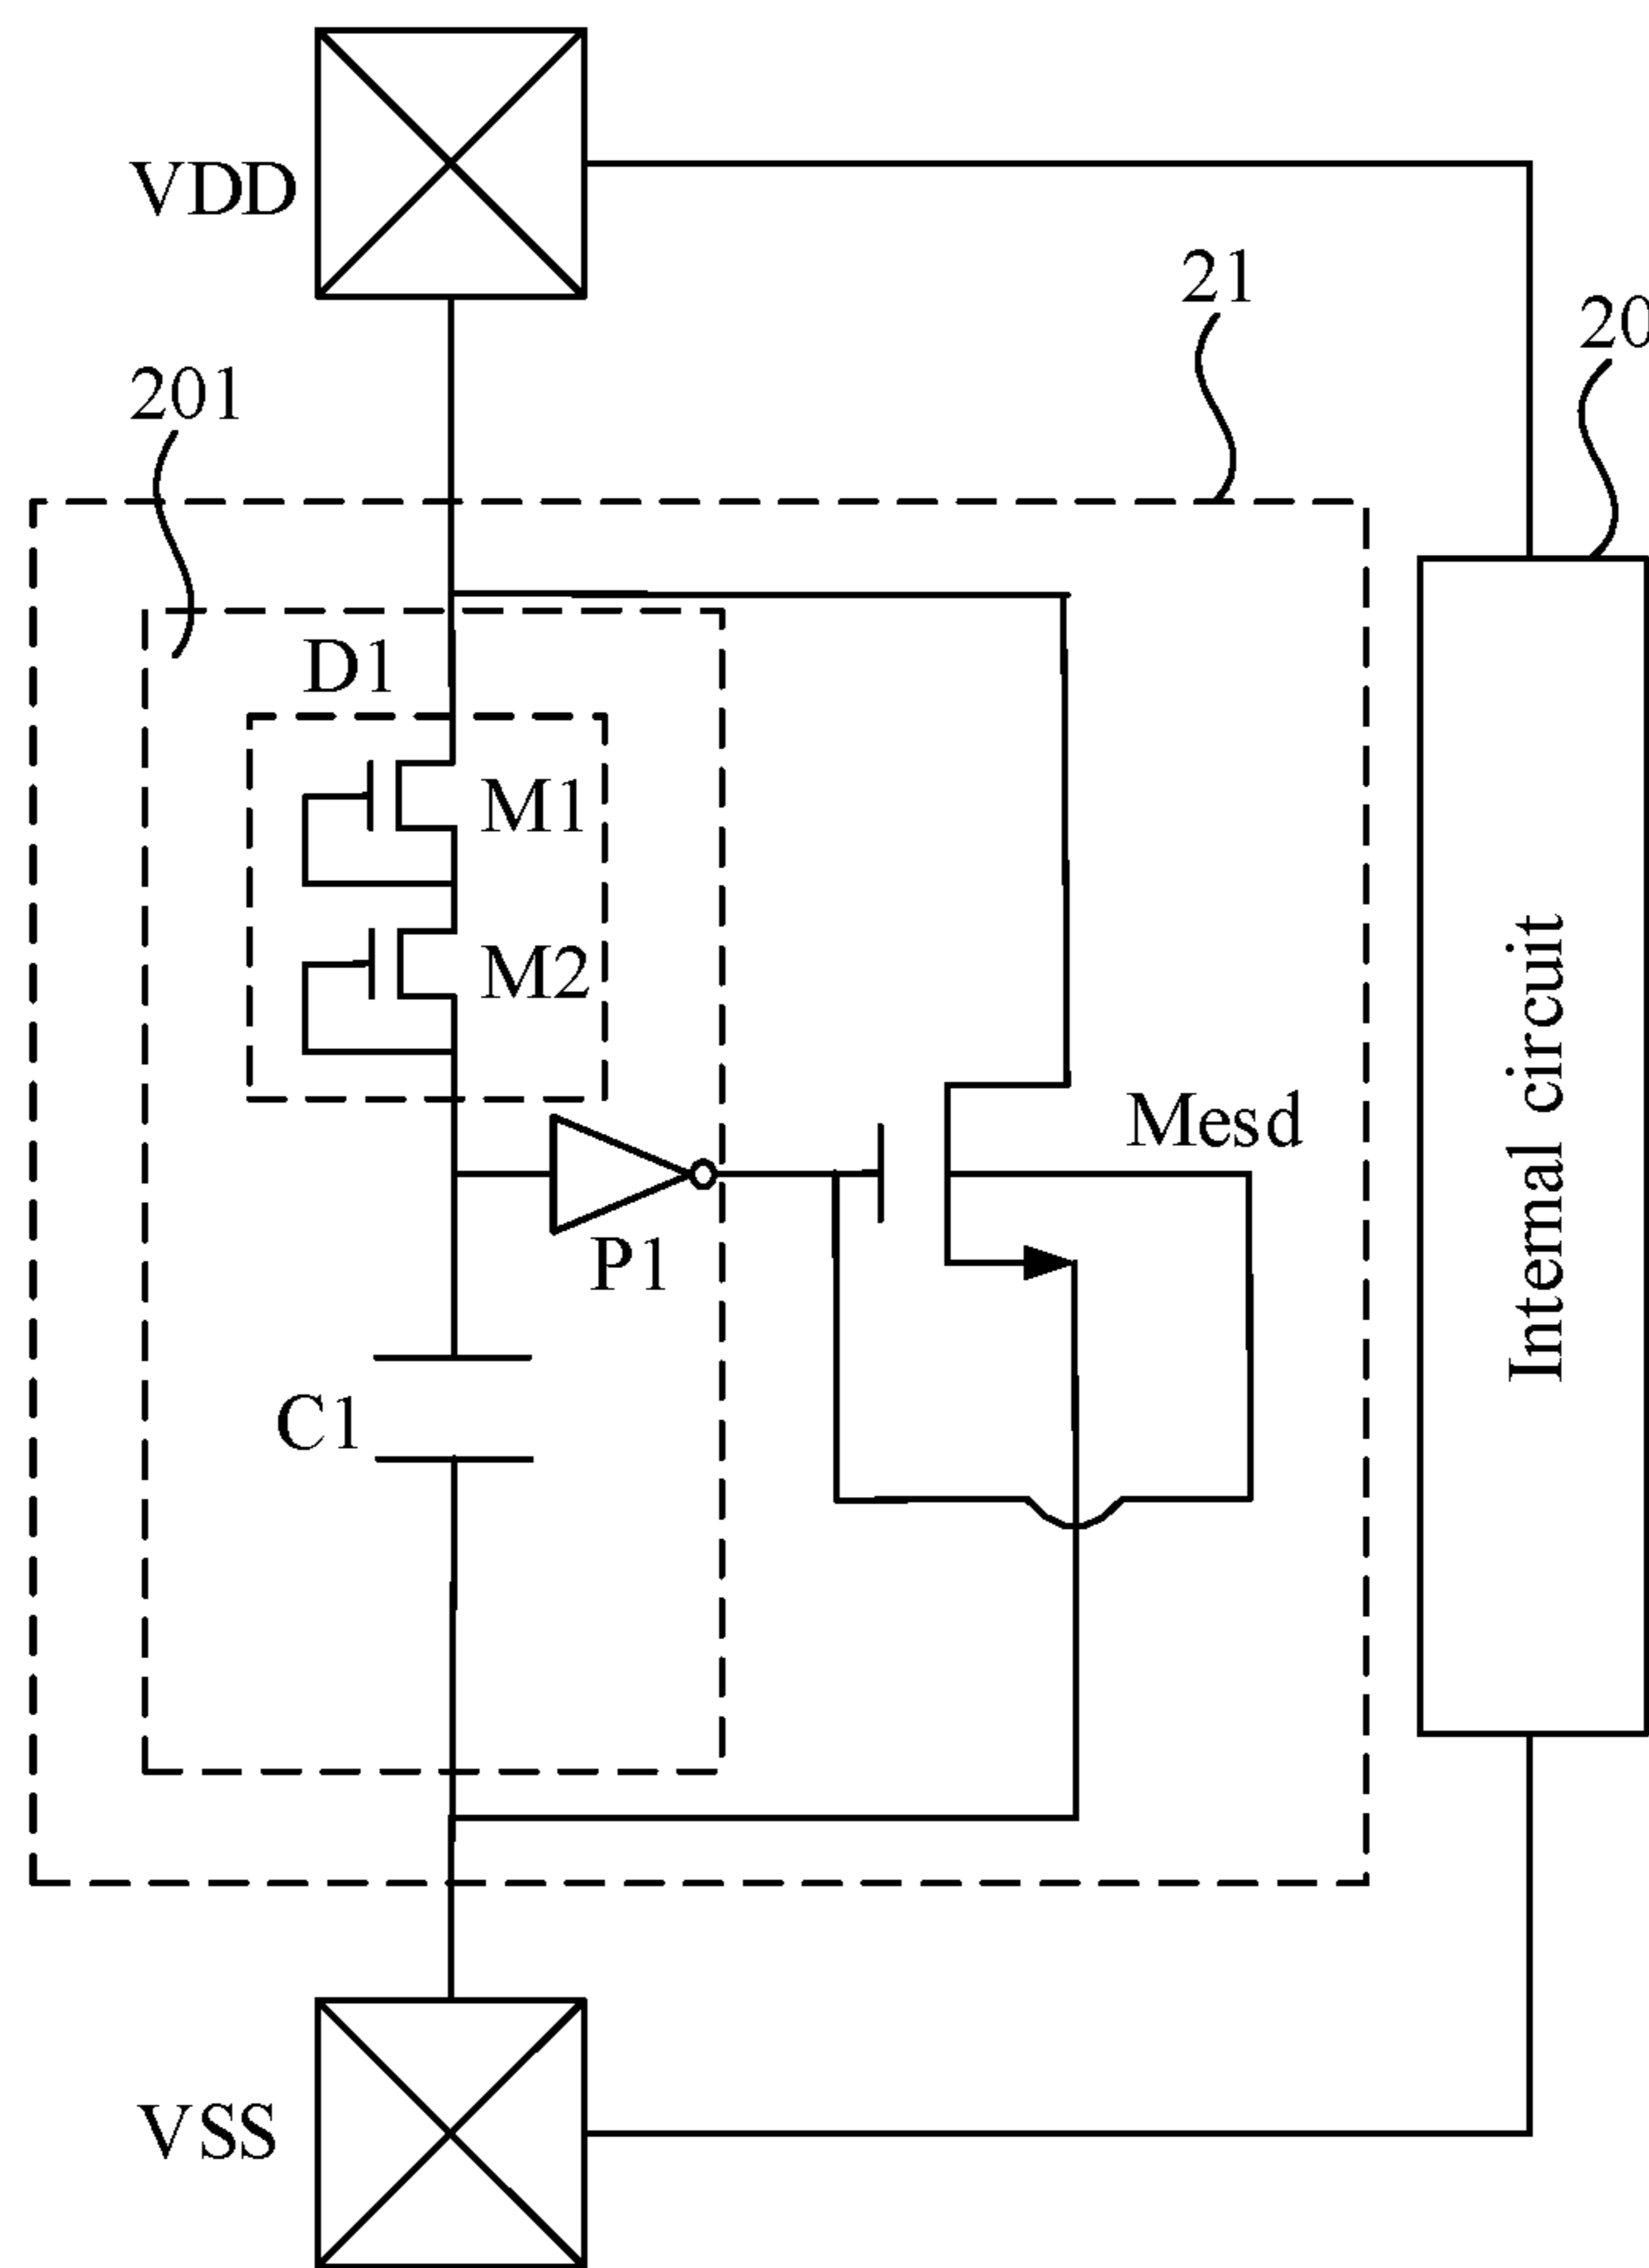 VDD
21
20
201
D1
M1
M2
Mesd
P1
C1
Internal circuit
VSS